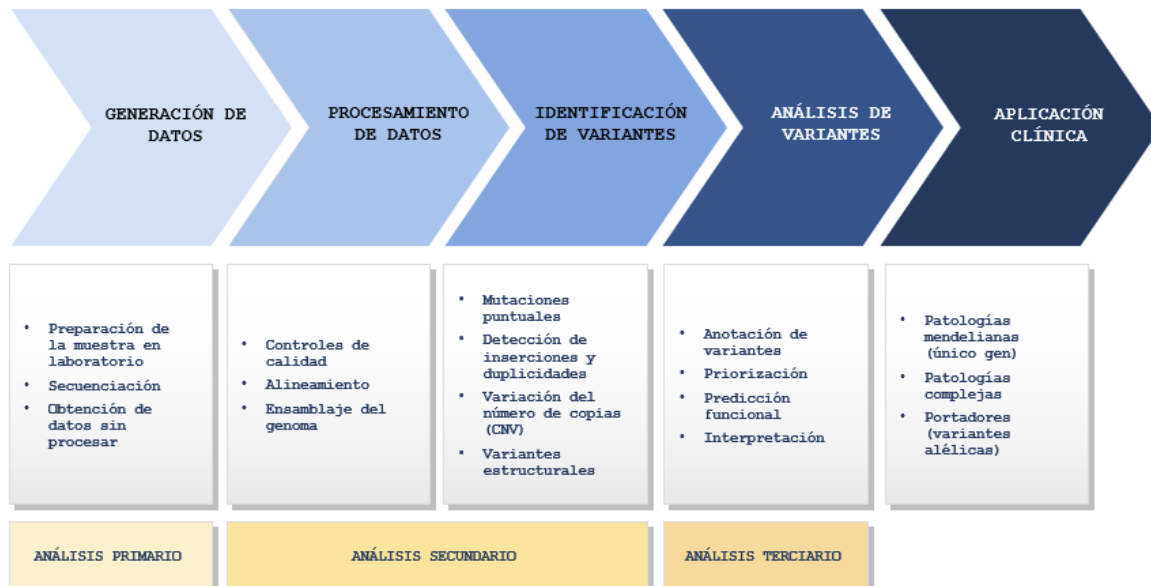 GENERACIÓN DE
DATOS
PROCESAMIENTO
DE DATOS
IDENTIFICACIÓN
DE VARIANTES
ANÁLISIS DE
VARIANTES
APLICACIÓN
CLÍNICA
• Preparación de
la muestra en
laboratorio
• Secuenciación
• Obtención de
datos sin
procesar
• Controles de
calidad
• Alineamiento
• Ensamblaje del
genoma
• Mutaciones
puntuales
• Detección de
inserciones y
duplicidades
• Variación del
número de copias
(CNV)
• Variantes
estructurales
• Anotación de
variantes
• Priorización
• Predicción
funcional
• Interpretación
• Patologías
mendelianas
(único gen)
• Patologías
complejas
• Portadores
(variantes
alélicas)
ANÁLISIS PRIMARIO
ANÁLISIS SECUNDARIO
ANÁLISIS TERCIARIO